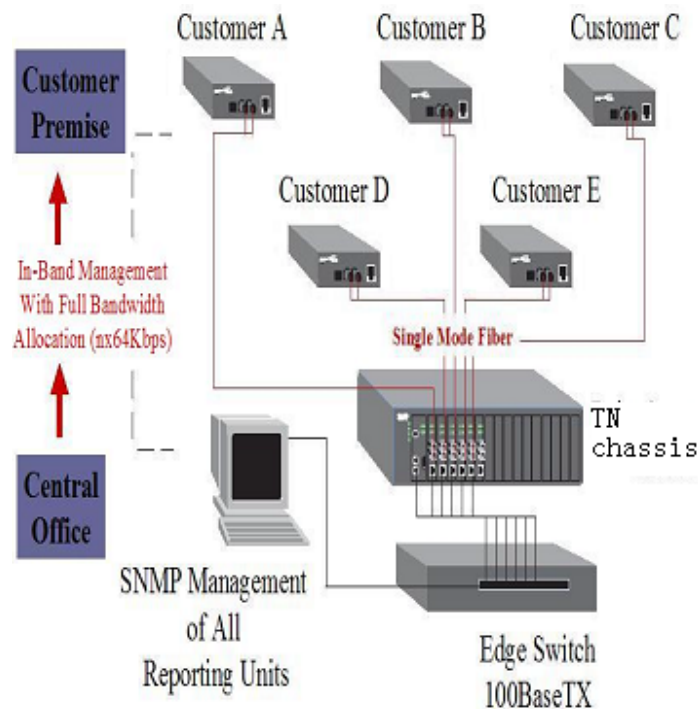 Customer A
Customer B
Customer C
Customer
Premise
Customer D
Customer E
In-Band Management
With Full Bandwidth
Allocation (nx64Kbps)
Single Mode Fiber
TN
chassis
Central
Office
SNMP Management
of All
Reporting Units
Edge Switch
100BaseTX